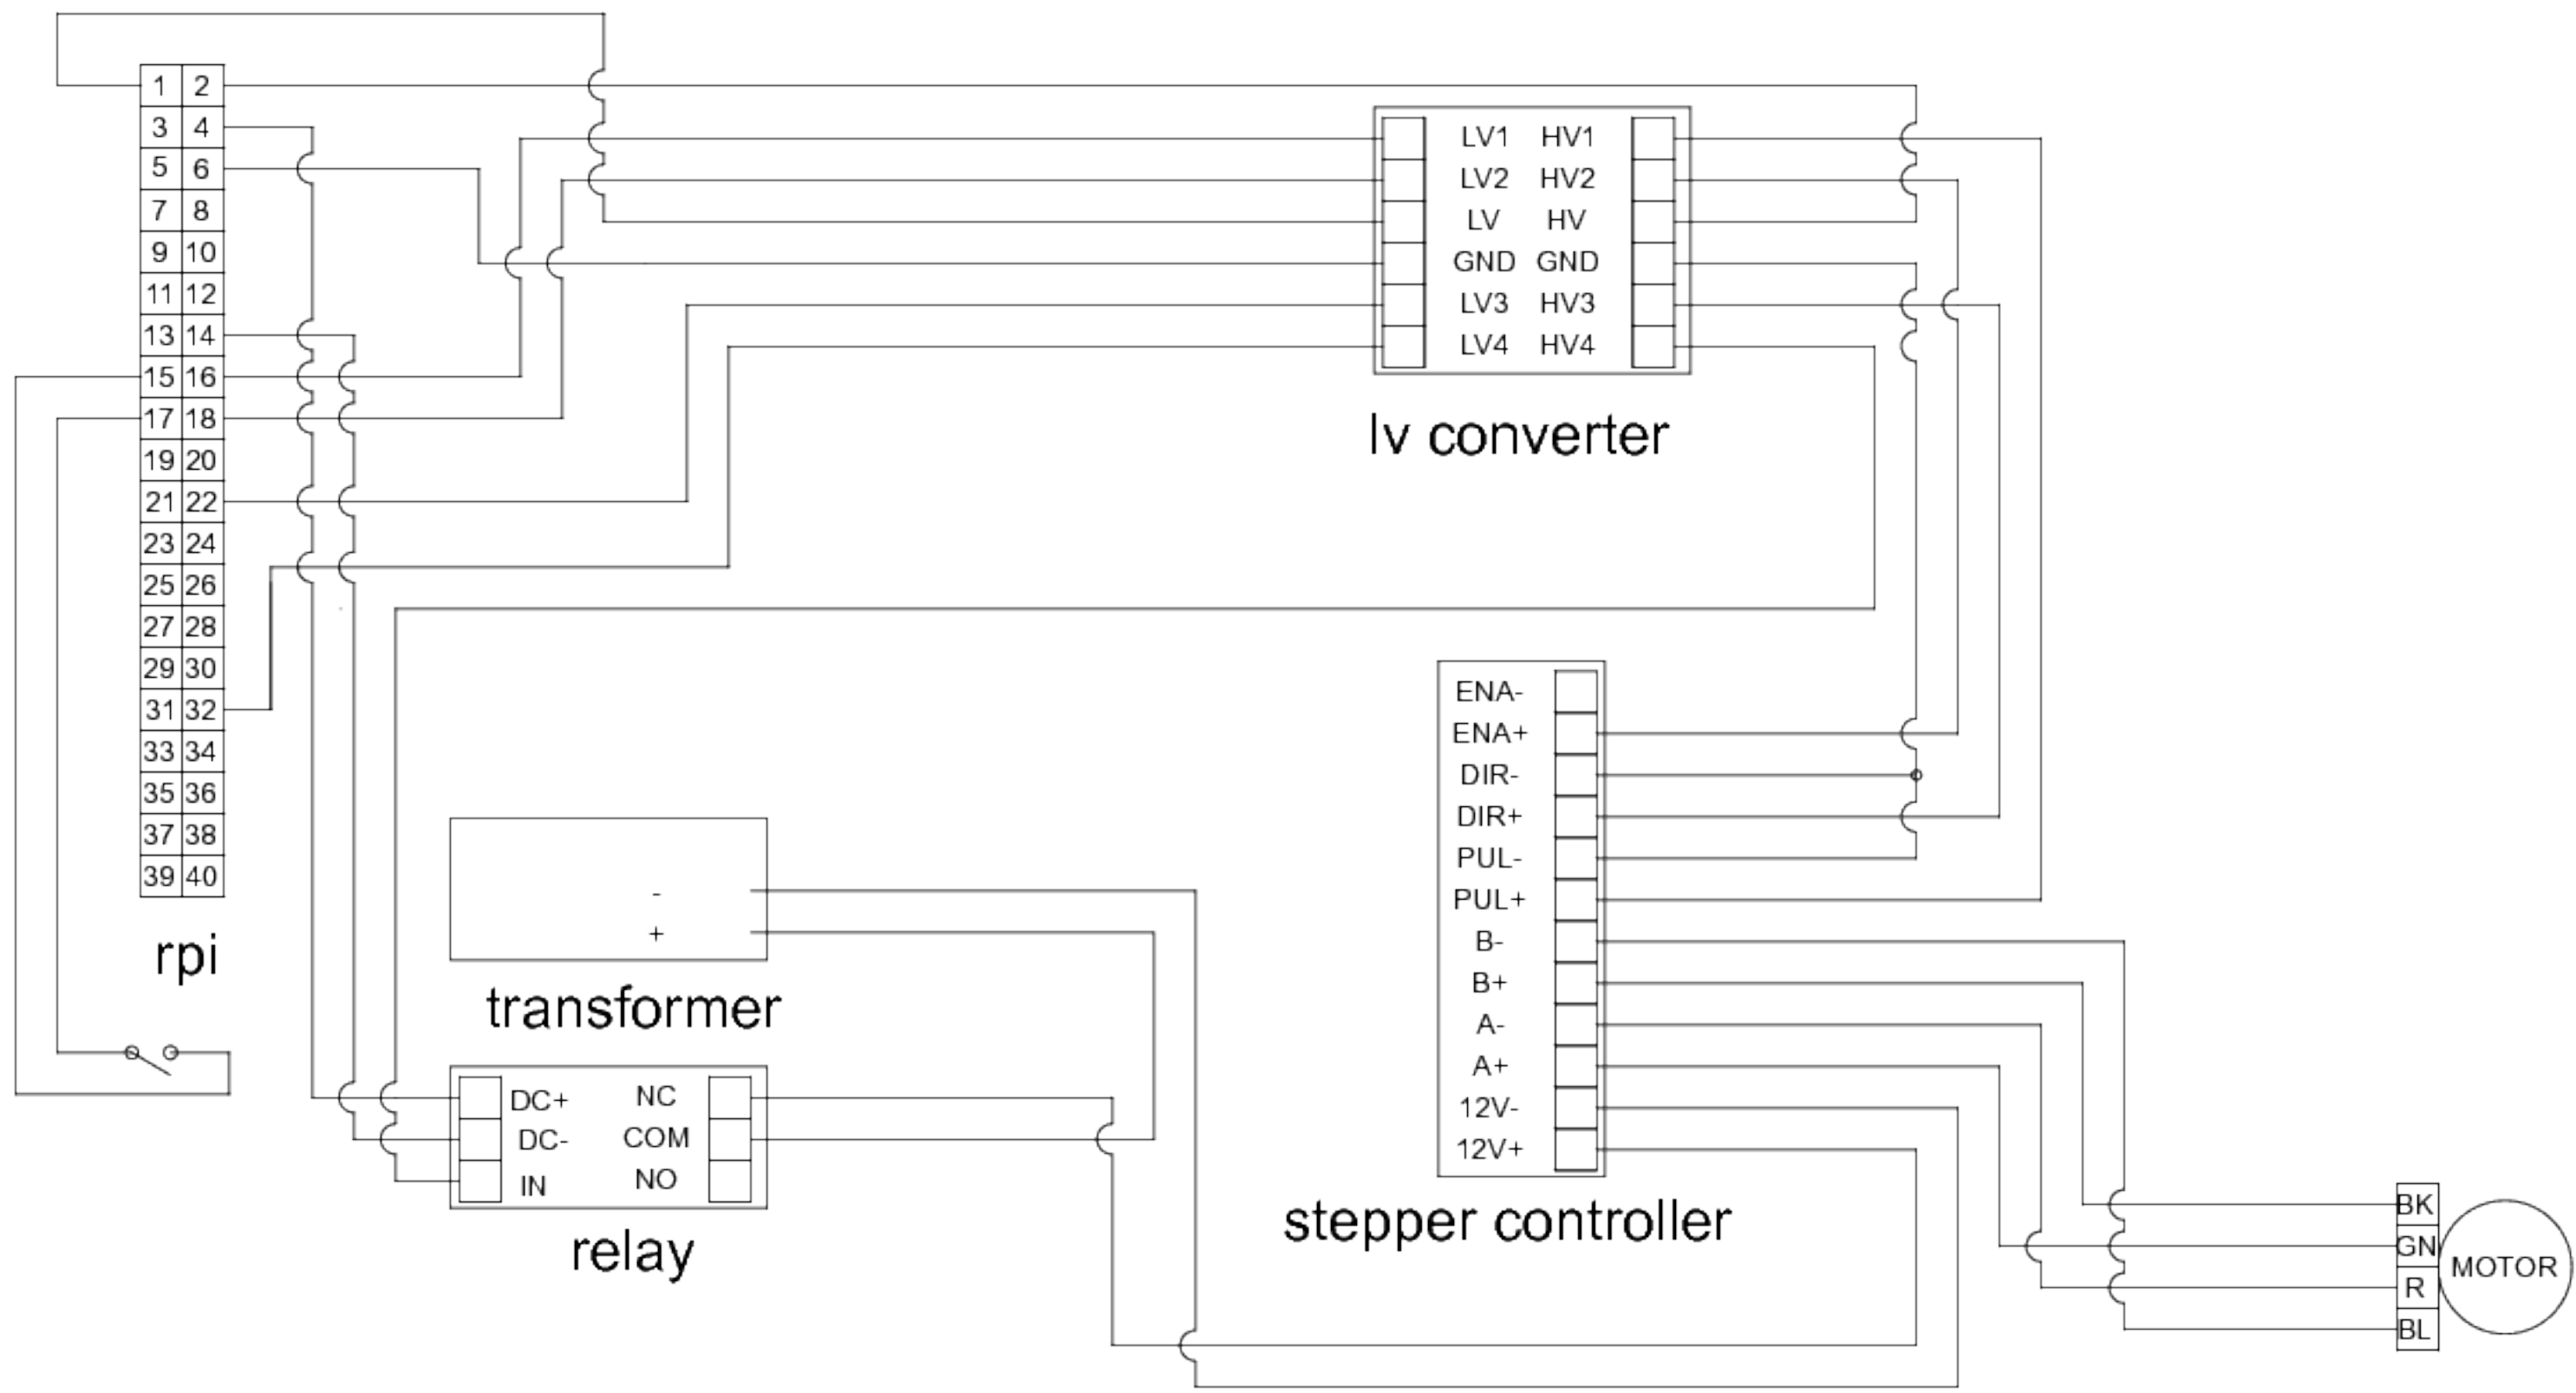 1 2
3 4
5 6
7 8
9 10
11 12
13 14
15 16
17 18
19 20
21 22
23 24
25 26
27 28
29 30
31 32
33 34
35 36
37 38
39 40
rpi
LV1 HV1
LV2 HV2
LV HV
GND GND
LV3 HV3
LV4 HV4
lv converter
-
+
transformer
DC+ NC
DC- COM
IN NO
relay
ENA-
ENA+
DIR-
DIR+
PUL-
PUL+
B-
B+
A-
A+
12V-
12V+
stepper controller
BK
GN
R
BL
MOTOR